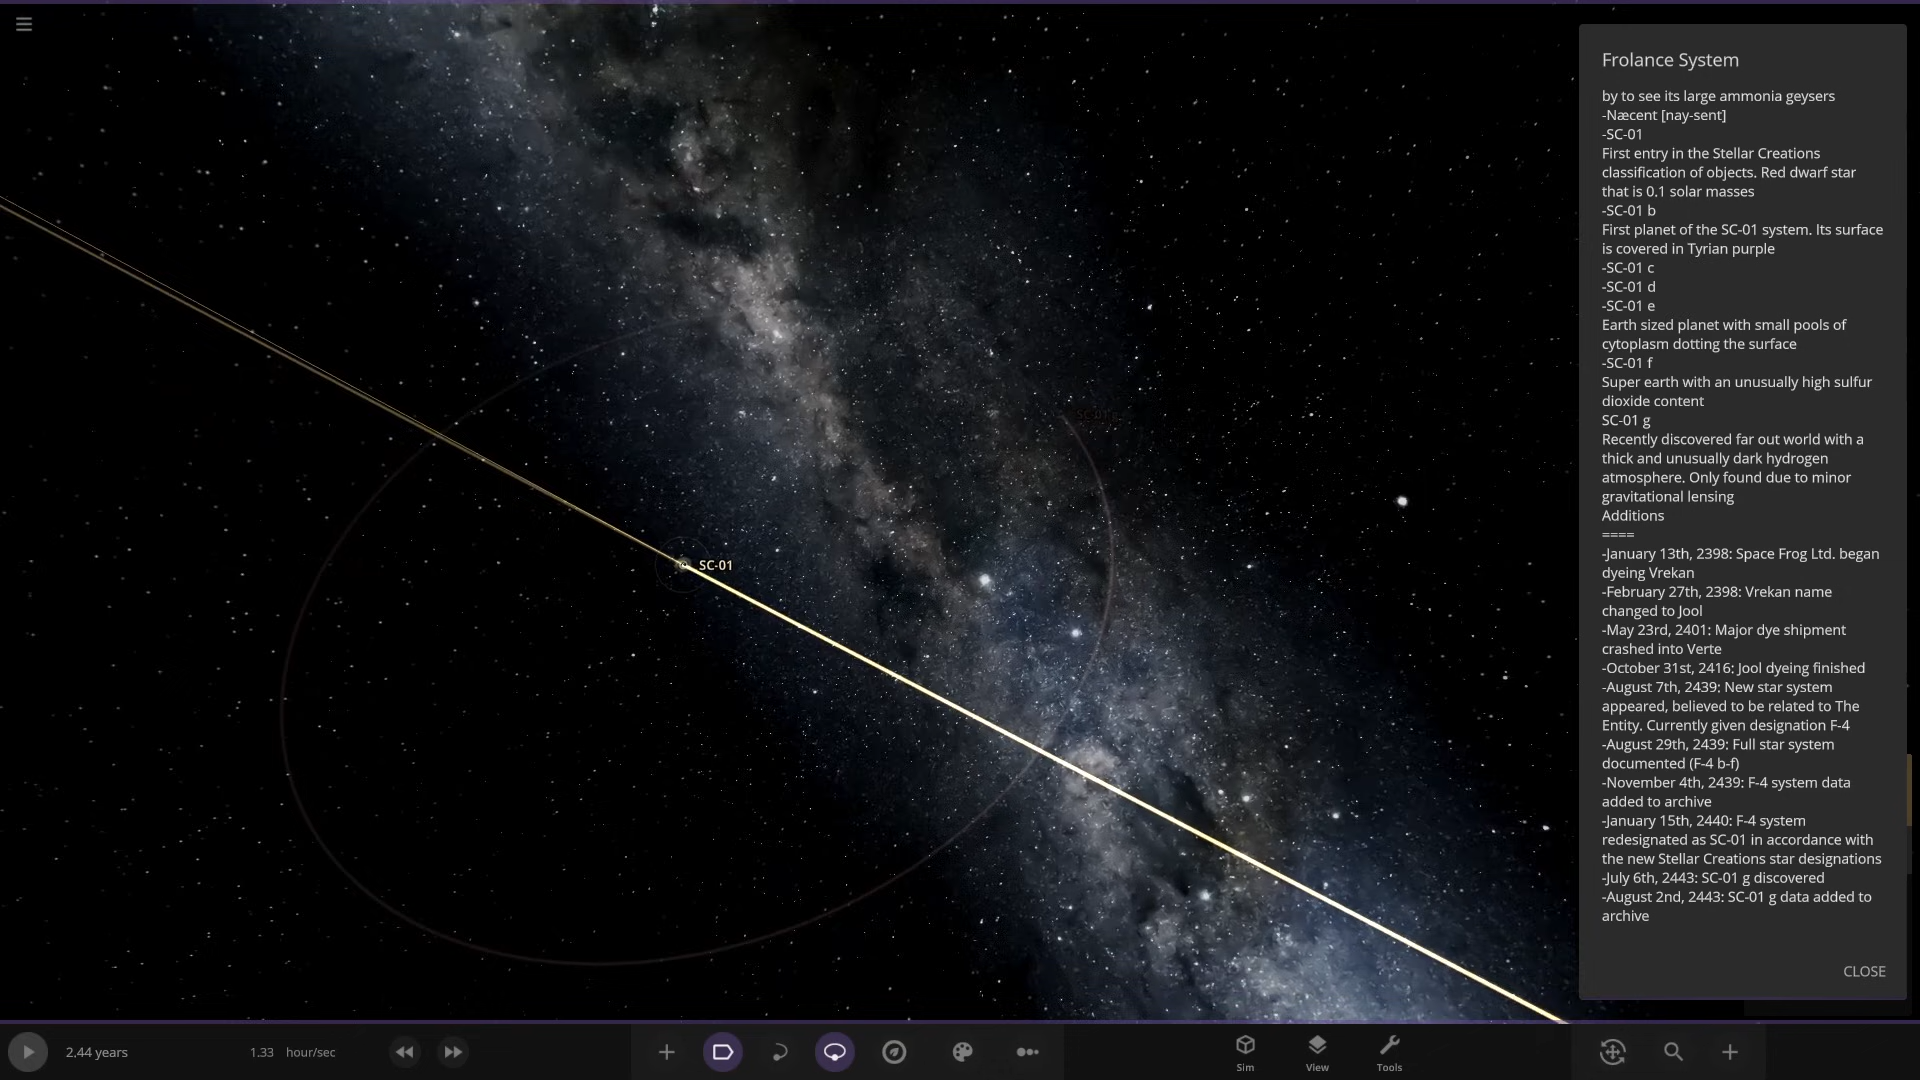 Frolance System
by to see its large ammonia geysers
-Næcent [nay-sent]
-SC-01
First entry in the Stellar Creations
classification of objects. Red dwarf star
that is 0.1 solar masses
-SC-01 b
First planet of the SC-01 system. Its surface
is covered in Tyrian purple
-SC-01 c
-SC-01 d
-SC-01 e
Earth sized planet with small pools of
cytoplasm dotting the surface
-SC-01 f
Super earth with an unusually high sulfur
dioxide content
SC-01 g
Recently discovered far out world with a
thick and unusually dark hydrogen
atmosphere. Only found due to minor
gravitational lensing
Additions
====
-January 13th, 2398: Space Frog Ltd. began
dyeing Vrekan
-February 27th, 2398: Vrekan name
changed to Jool
-May 23rd, 2401: Major dye shipment
crashed into Verte
-October 31st, 2416: Jool dyeing finished
-August 7th, 2439: New star system
appeared, believed to be related to The
Entity. Currently given designation F-4
-August 29th, 2439: Full star system
documented (F-4 b-f)
-November 4th, 2439: F-4 system data
added to archive
-January 15th, 2440: F-4 system
redesignated as SC-01 in accordance with
the new Stellar Creations star designations
-July 6th, 2443: SC-01 g discovered
-August 2nd, 2443: SC-01 g data added to
archive
CLOSE
SC-01 g
SC-01
2.44 years
1.33 hour/sec
Sim
View
Tools